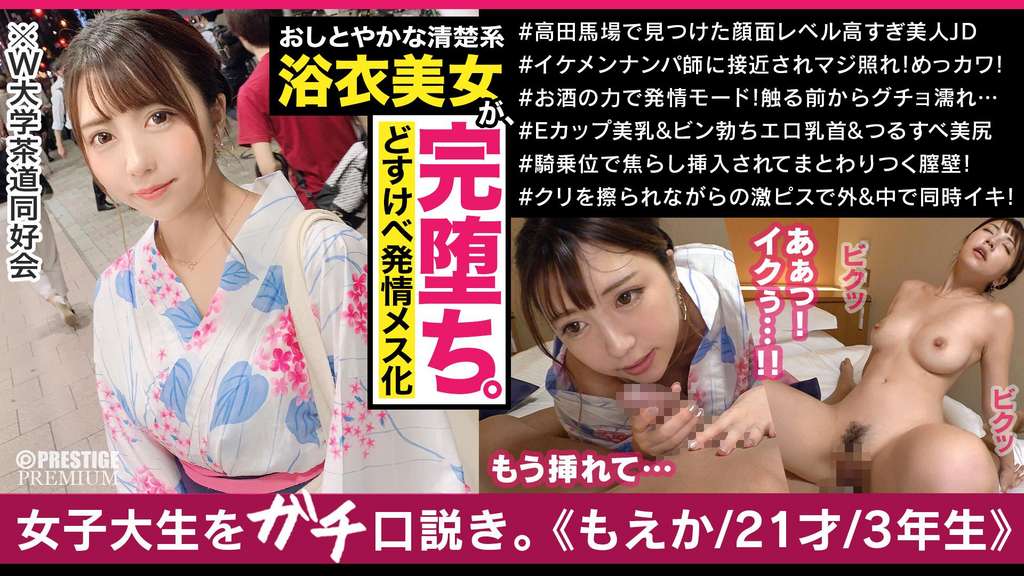 ※W大学茶道同好会
おしとやかな清楚系
浴衣美女が、
完堕ち。
どすけべ発情メス化
#高田馬場で見つけた顔面レベル高すぎ美人JD
#イケメンナンパ師に接近されマジ照れ!めっカワ!
#お酒の力で発情モード!触る前からグチョ濡れ…
#Eカップ美乳&ビン勃ちエロ乳首&つるすべ美尻
#騎乗位で焦らし挿入されてまとわりつく膣壁!
#クリを擦られながらの激ピスで外&中で同時イキ!
あぁっ!
イクぅ…!!
ビクッ
ビクッ
もう挿れて…
PRESTIGE
PREMIUM
女子大生をガチ口説き。《もえか/21才/3年生》